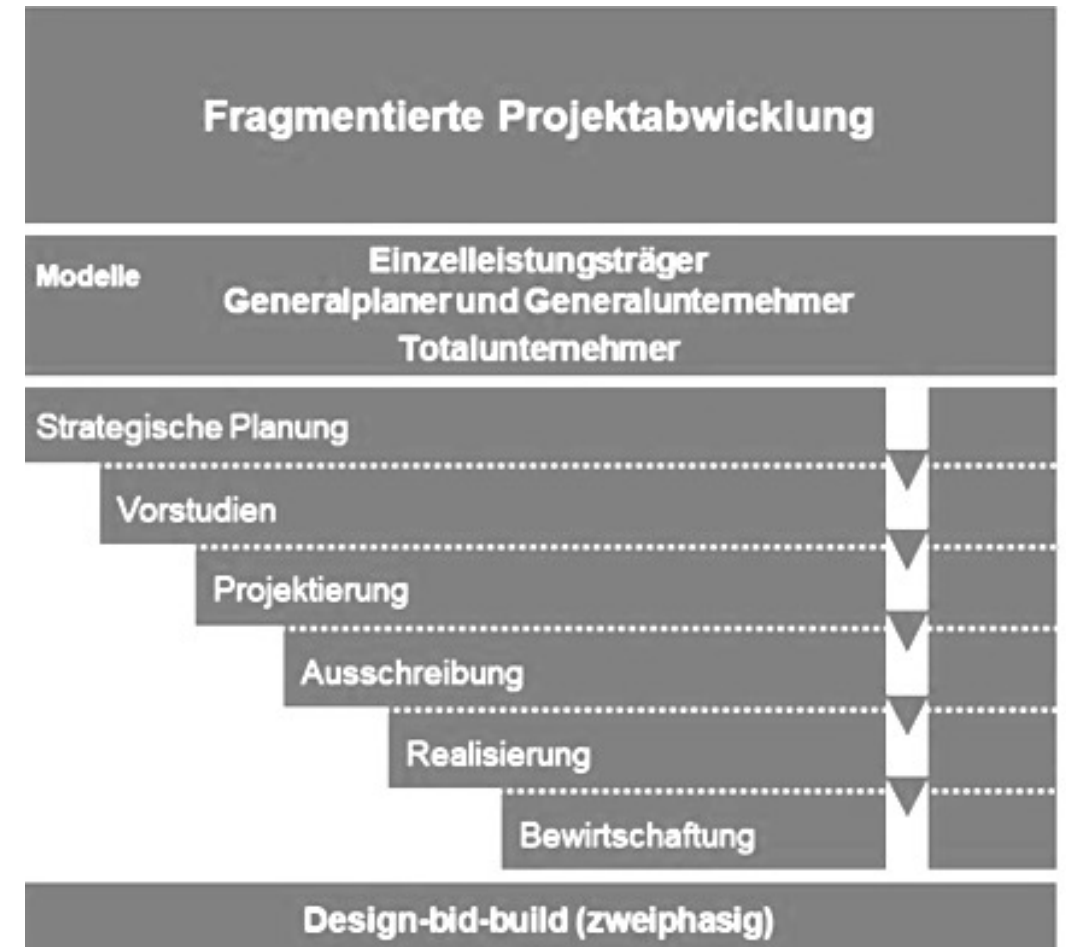 Fragmentierte Projektabwicklung
Modelle
Einzelleistungsträger
Generalplaner und Generalunternehmer
Totalunternehmer
Strategische Planung
Vorstudien
Projektierung
Ausschreibung
Realisierung
Bewirtschaftung
Design-bid-build (zweiphasig)